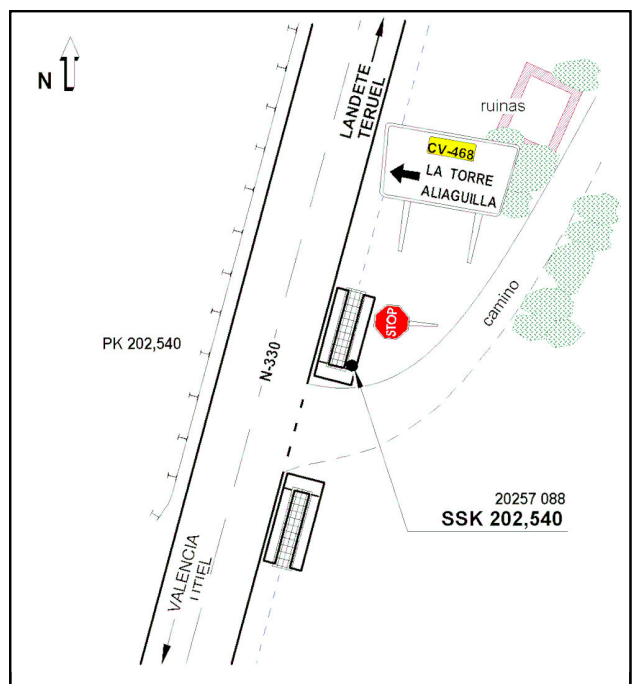 N
LANDETE
TERUEL
ruinas
CV-468
LA TORRE
ALIAGUILLA
camino
STOP
PK 202,540
N-330
20257 088
SSK 202,540
VALENCIA
UTIEL